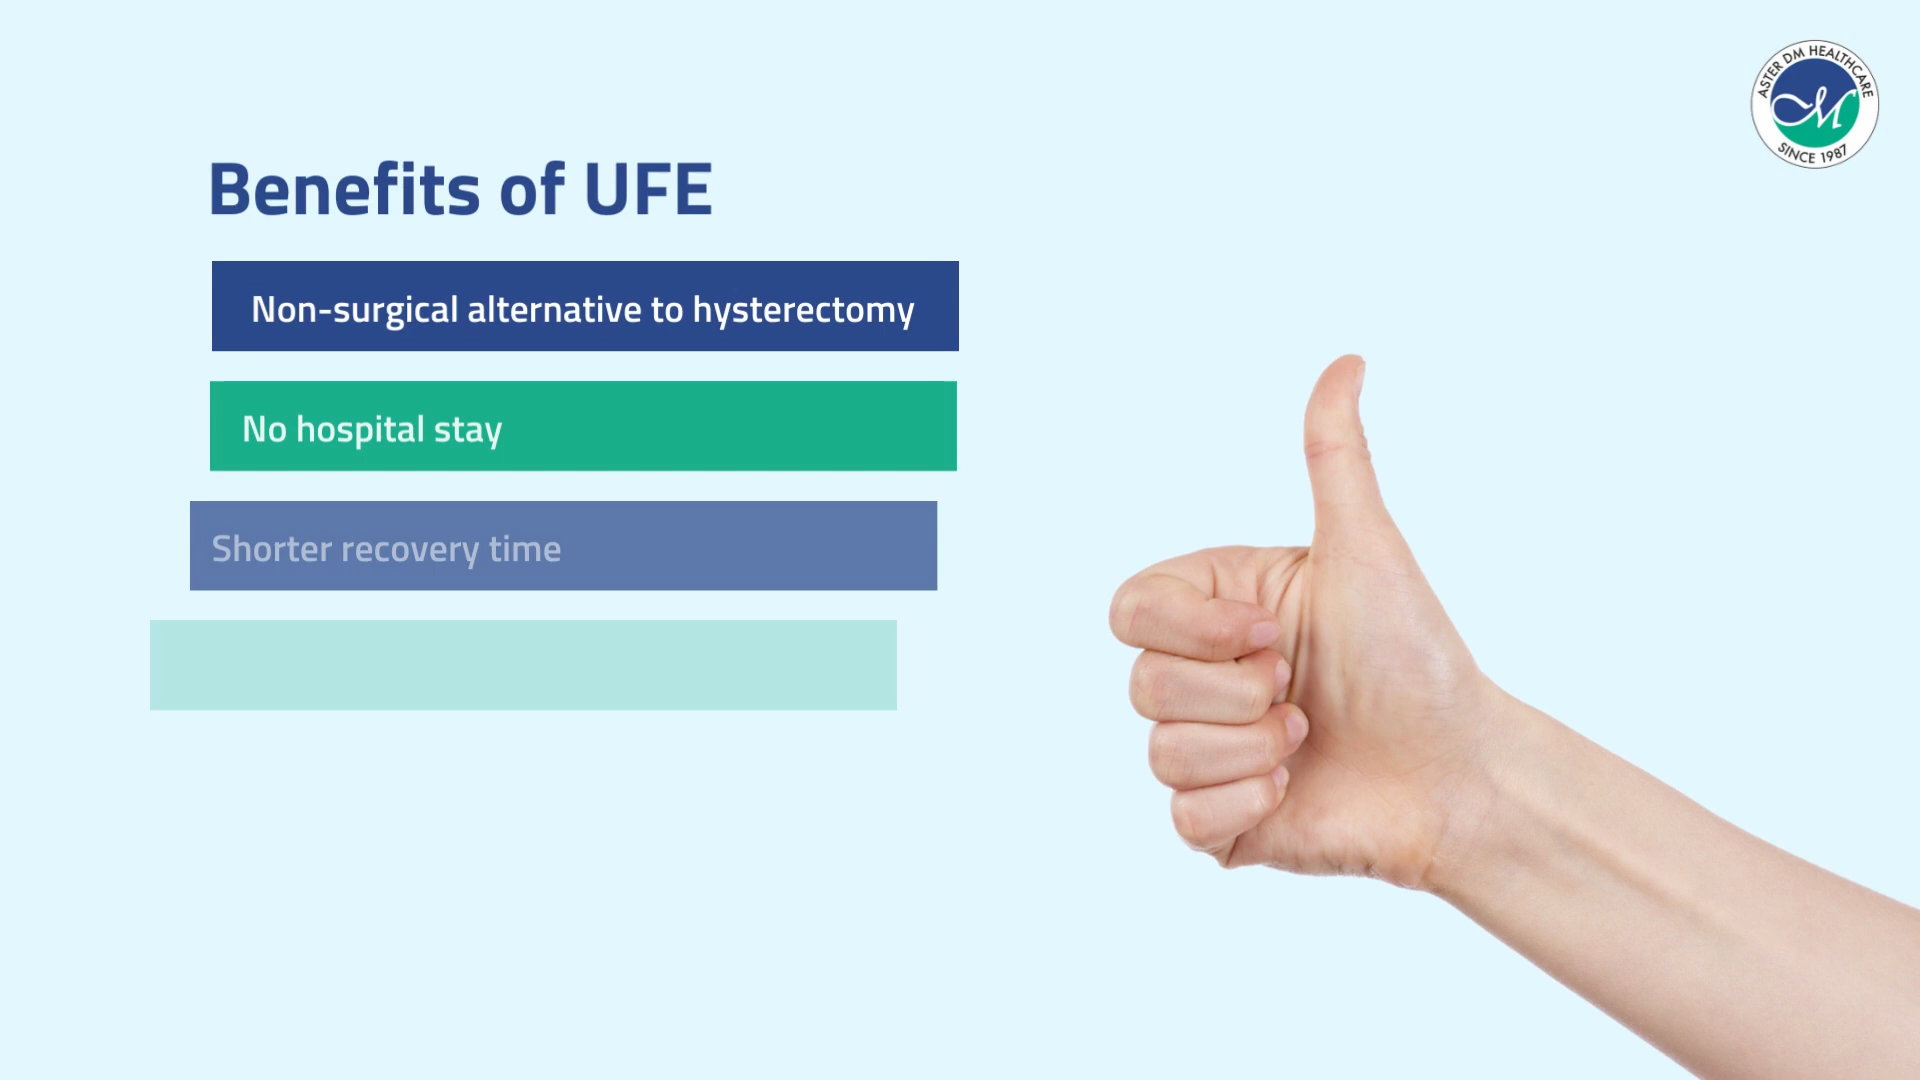 ASTER DM HEALTHCARE
M
SINCE 1987
Benefits of UFE
Non-surgical alternative to hysterectomy
No hospital stay
Shorter recovery time